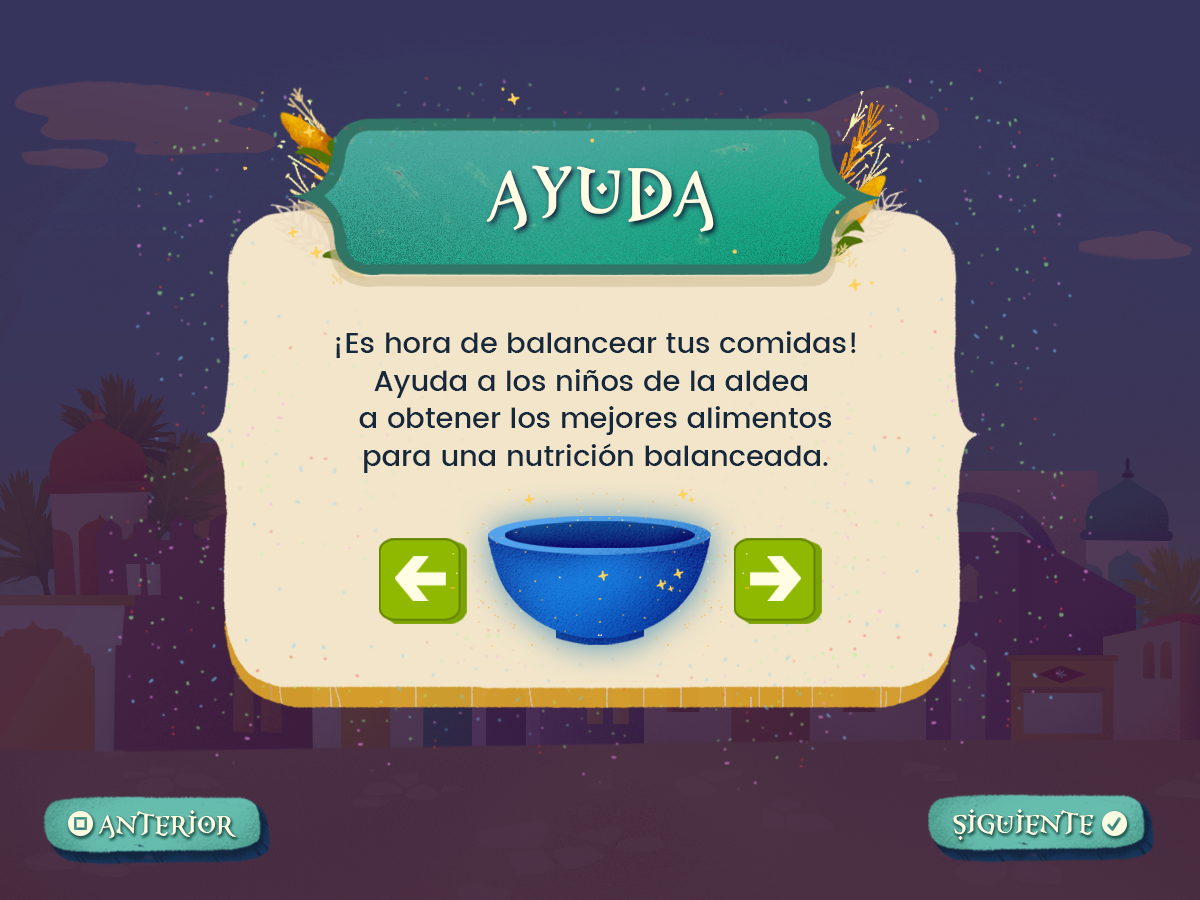 AYUDA
¡Es hora de balancear tus comidas!
Ayuda a los niños de la aldea
a obtener los mejores alimentos
para una nutrición balanceada.
ANTERIOR
SIGUIENTE